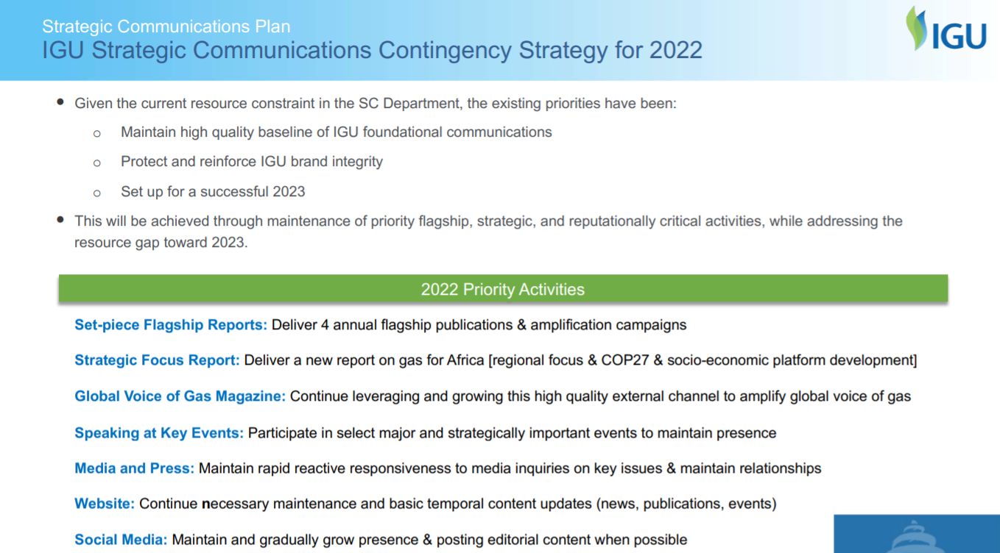 Strategic Communications Plan
IGU Strategic Communications Contingency Strategy for 2022
IGU
• Given the current resource constraint in the SC Department, the existing priorities have been:
o Maintain high quality baseline of IGU foundational communications
o Protect and reinforce IGU brand integrity
o Set up for a successful 2023
• This will be achieved through maintenance of priority flagship, strategic, and reputationally critical activities, while addressing the
resource gap toward 2023.
2022 Priority Activities
Set-piece Flagship Reports: Deliver 4 annual flagship publications & amplification campaigns
Strategic Focus Report: Deliver a new report on gas for Africa [regional focus & COP27 & socio-economic platform development]
Global Voice of Gas Magazine: Continue leveraging and growing this high quality external channel to amplify global voice of gas
Speaking at Key Events: Participate in select major and strategically important events to maintain presence
Media and Press: Maintain rapid reactive responsiveness to media inquiries on key issues & maintain relationships
Website: Continue necessary maintenance and basic temporal content updates (news, publications, events)
Social Media: Maintain and gradually grow presence & posting editorial content when possible